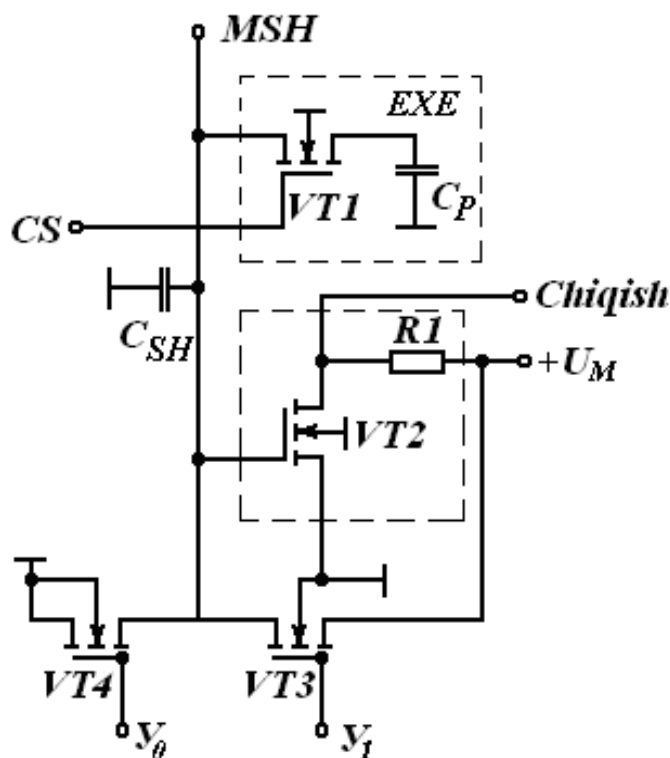 MSH
EXE
VT1
C_P
CS
C_SH
Chiqish
R1
+U_M
VT2
VT4
VT3
y_0
y_1